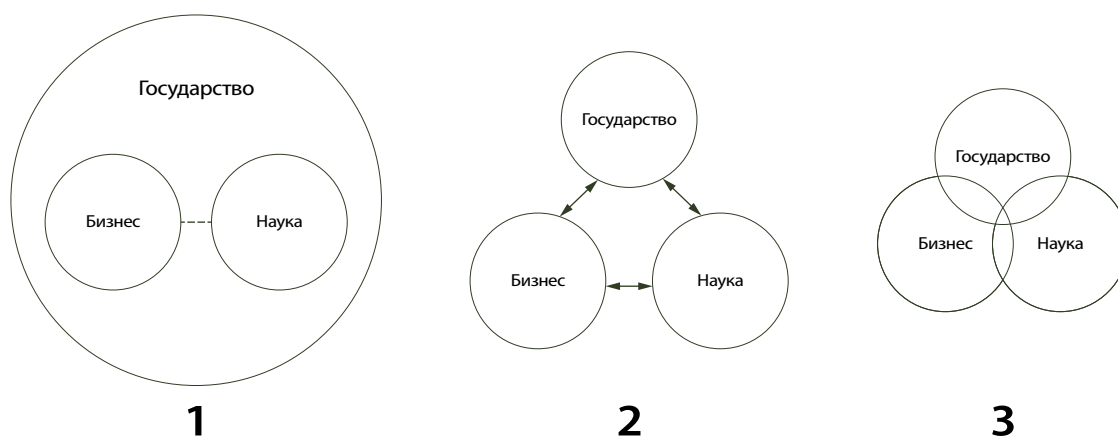 Государство
Бизнес
Наука
1
Государство
Бизнес
Наука
2
Государство
Бизнес
Наука
3